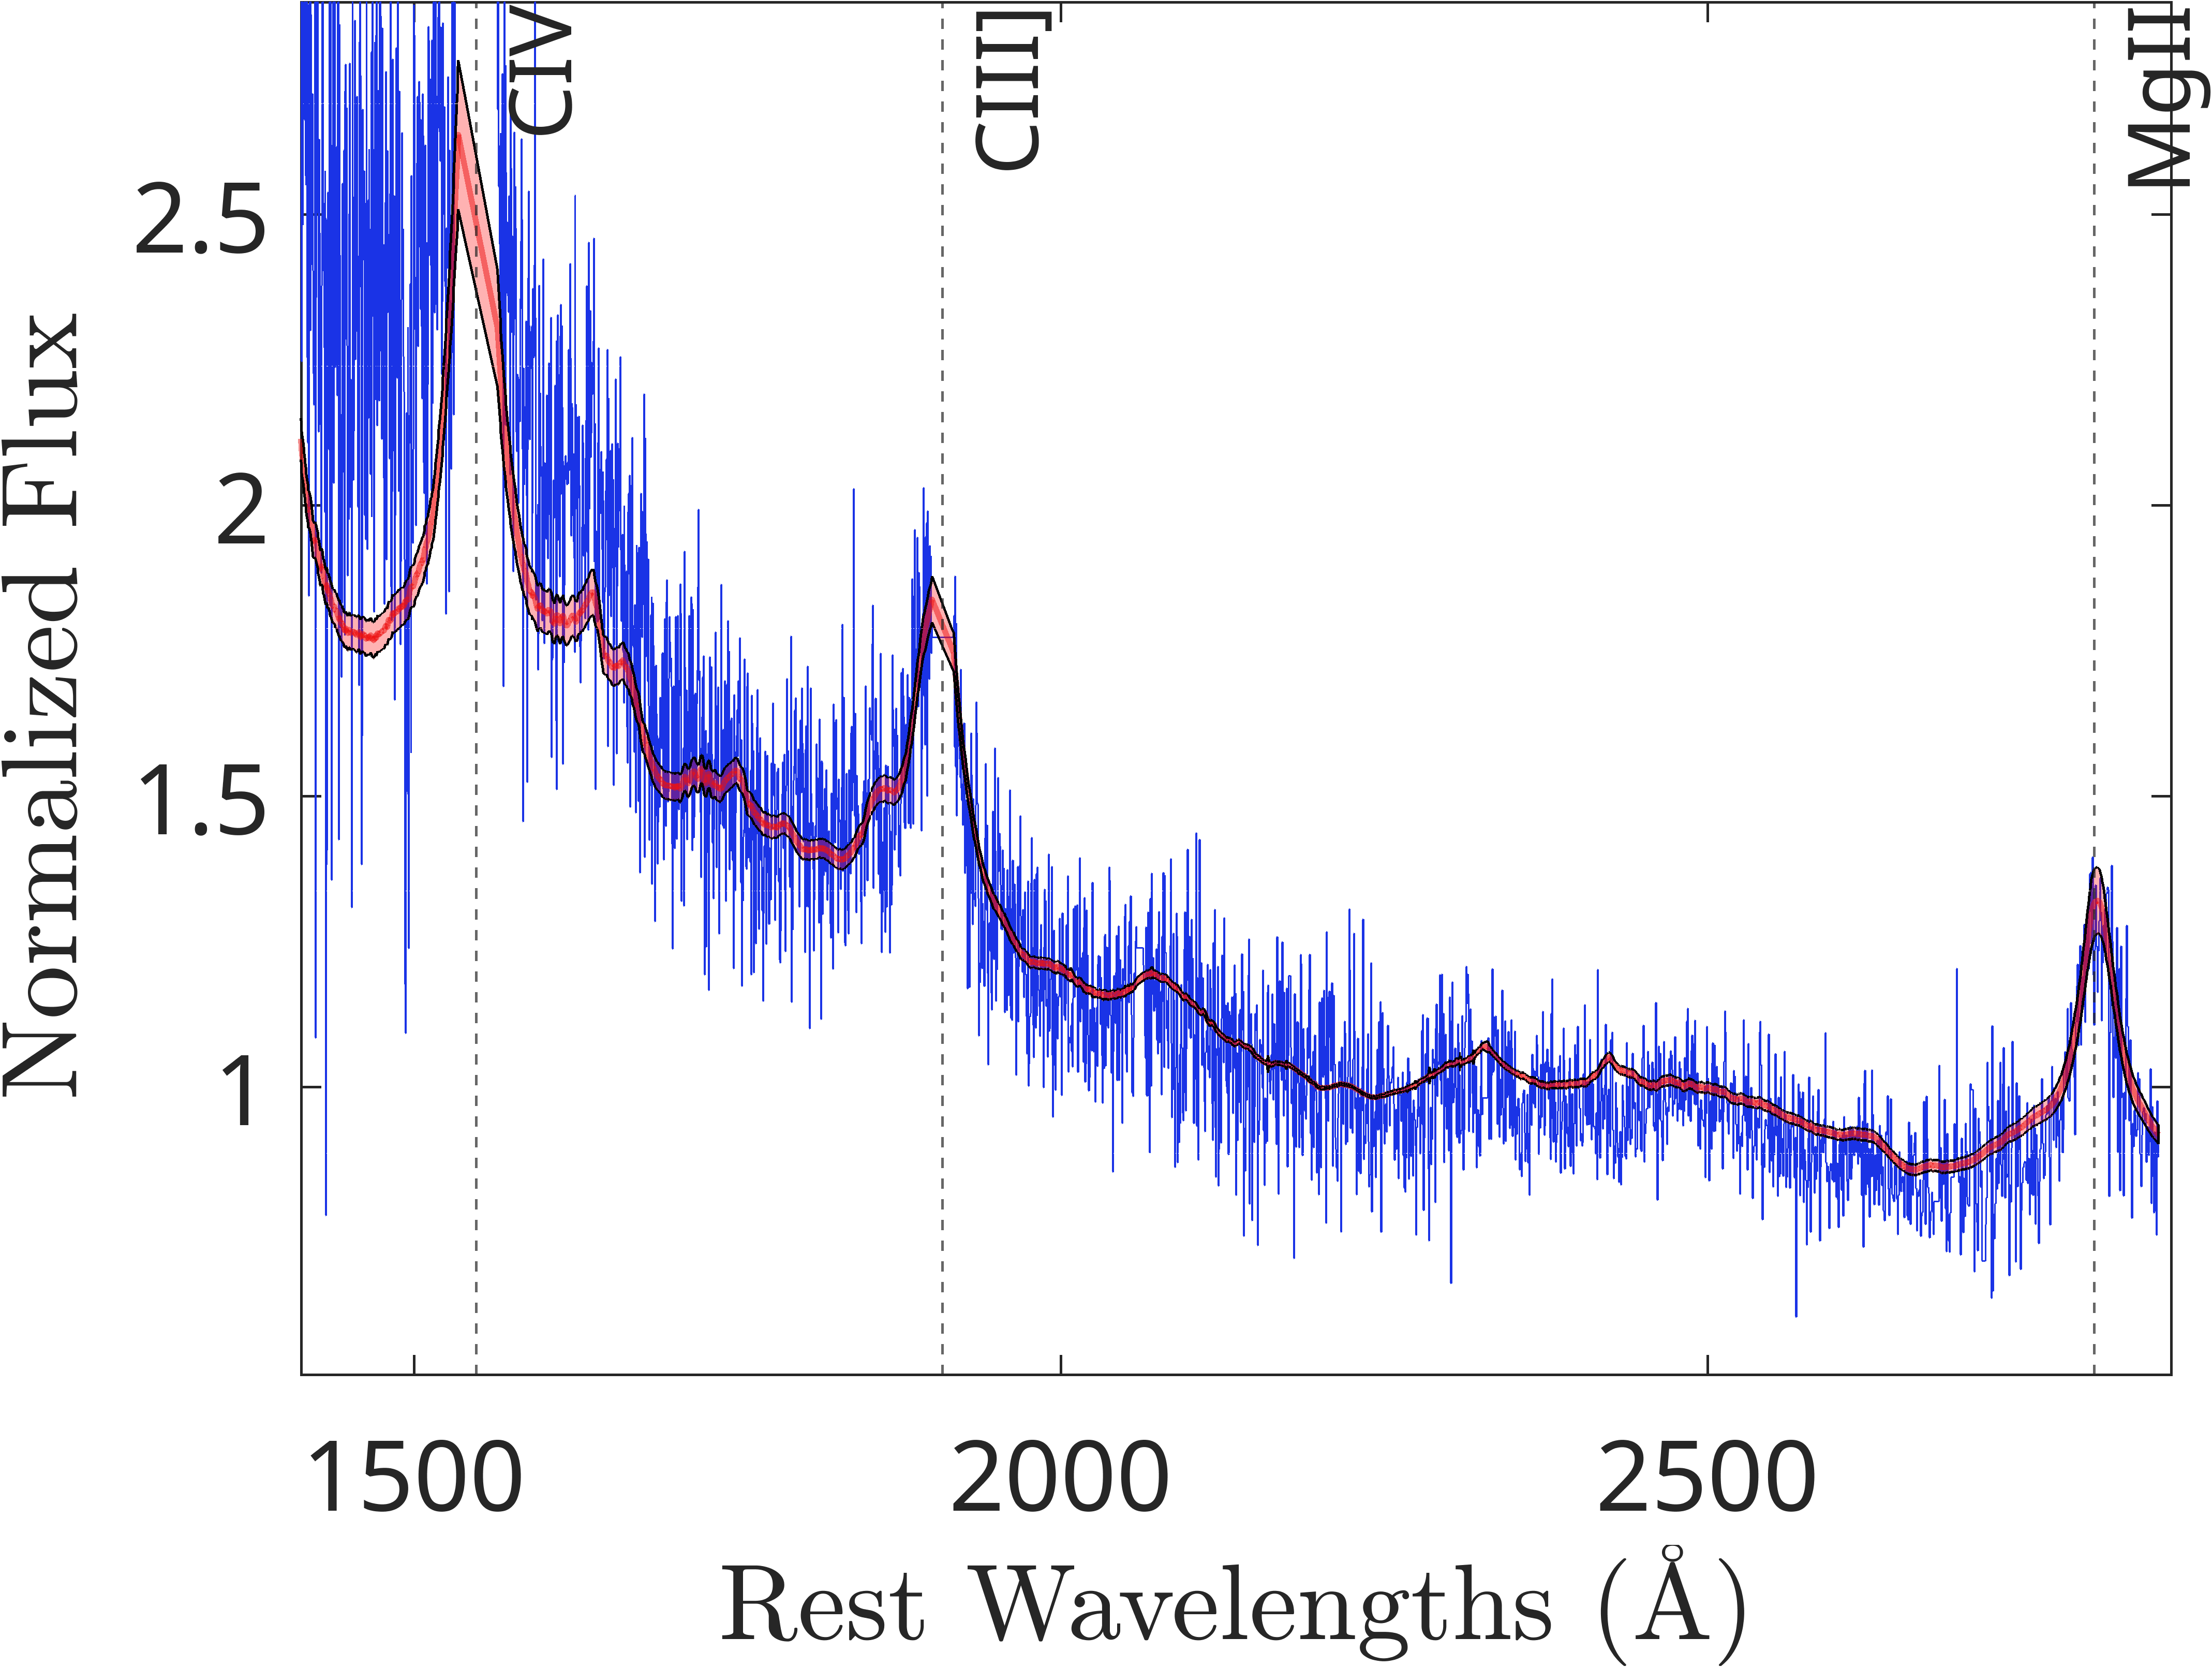 CIV
CIII]
MgII
2.5
2
1.5
1
Normalized Flux
1500
2000
2500
Rest Wavelengths (Å)